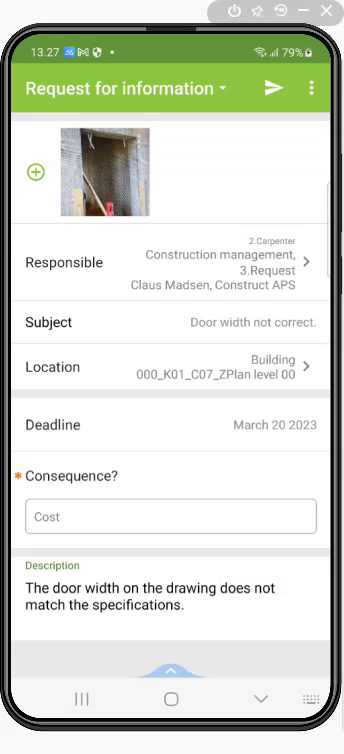 13.27
79%
Request for information
2.Carpenter
Construction management,
Responsible
3.Request
Claus Madsen, Construct APS
Subject
Door width not correct.
Building
Location
000_K01_C07_ZPlan level 00
Deadline
March 20 2023
* Consequence?
Cost
Description
The door width on the drawing does not
match the specifications.